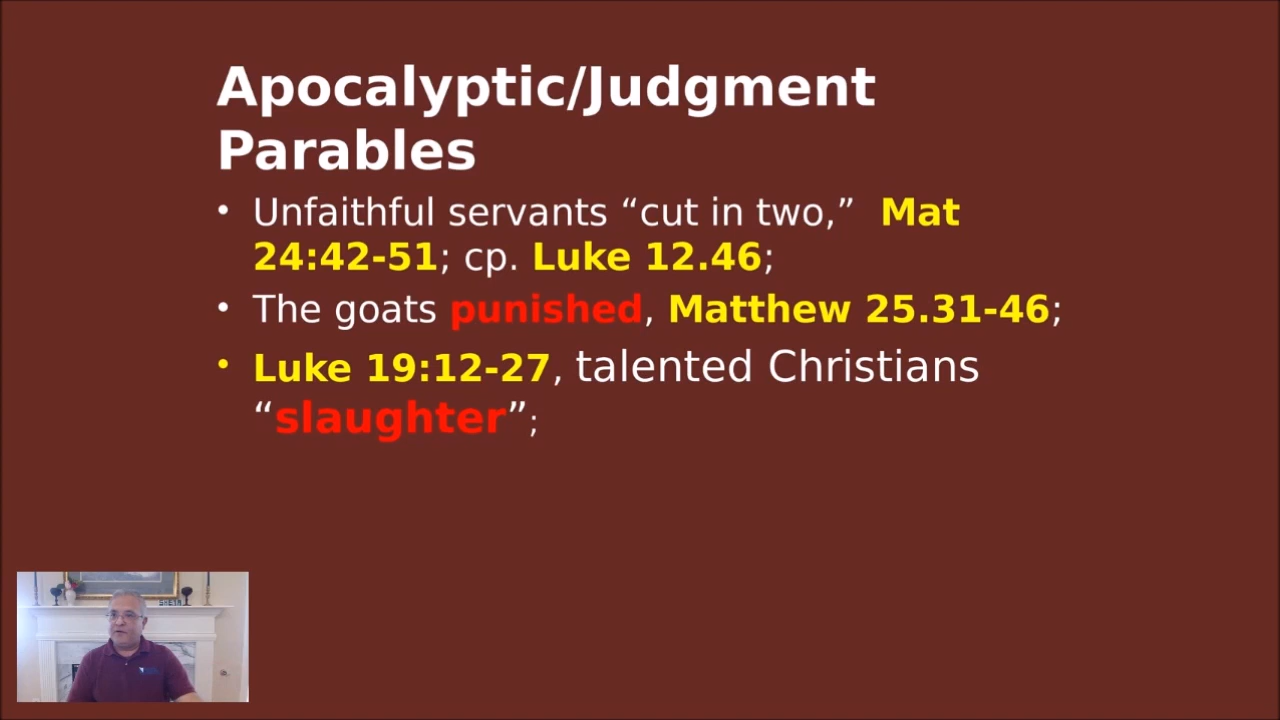 Apocalyptic/Judgment
Parables
• Unfaithful servants “cut in two,”  Mat
24:42-51; cp. Luke 12.46;
• The goats punished, Matthew 25.31-46;
• Luke 19:12-27, talented Christians
“slaughter”;